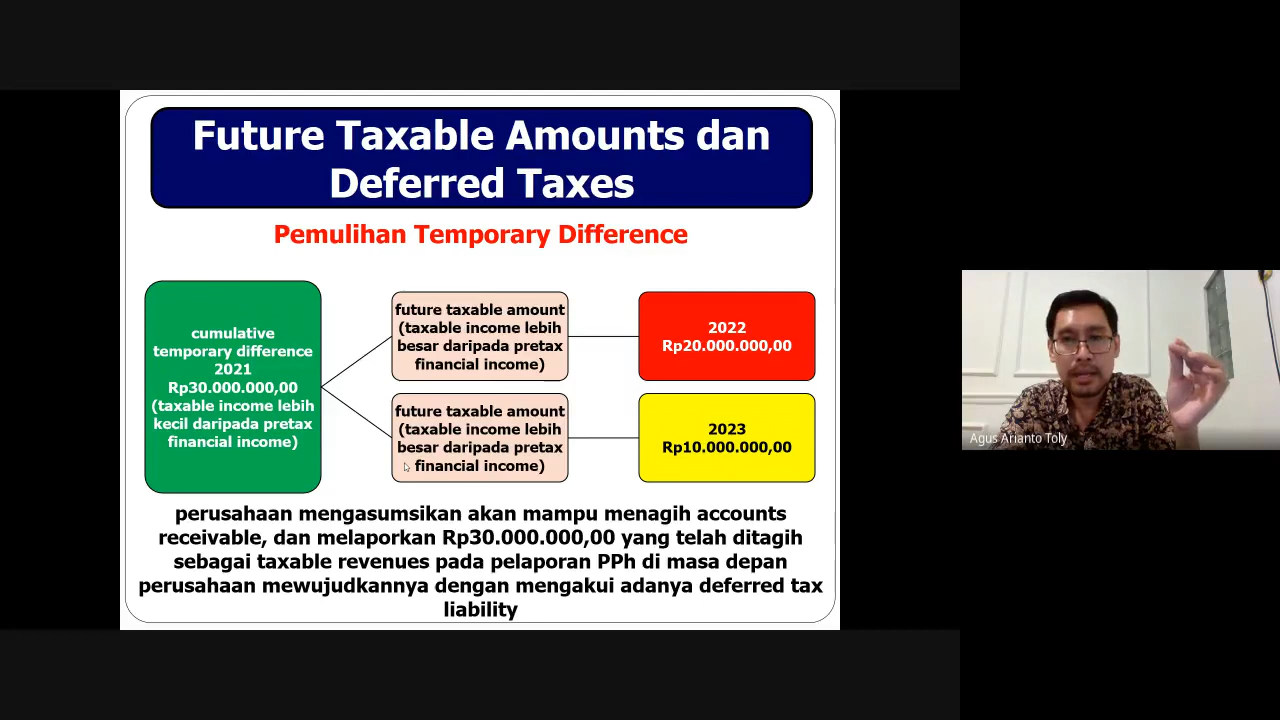 Future Taxable Amounts dan
Deferred Taxes
Pemulihan Temporary Difference
cumulative
temporary difference
2021
Rp30.000.000,00
(taxable income lebih
kecil daripada pretax
financial income)
future taxable amount
(taxable income lebih
besar daripada pretax
financial income)
2022
Rp20.000.000,00
future taxable amount
(taxable income lebih
besar daripada pretax
financial income)
2023
Rp10.000.000,00
perusahaan mengasumsikan akan mampu menagih accounts
receivable, dan melaporkan Rp30.000.000,00 yang telah ditagih
sebagai taxable revenues pada pelaporan PPh di masa depan
perusahaan mewujudkannya dengan mengakui adanya deferred tax
liability
Agus Arianto Toly